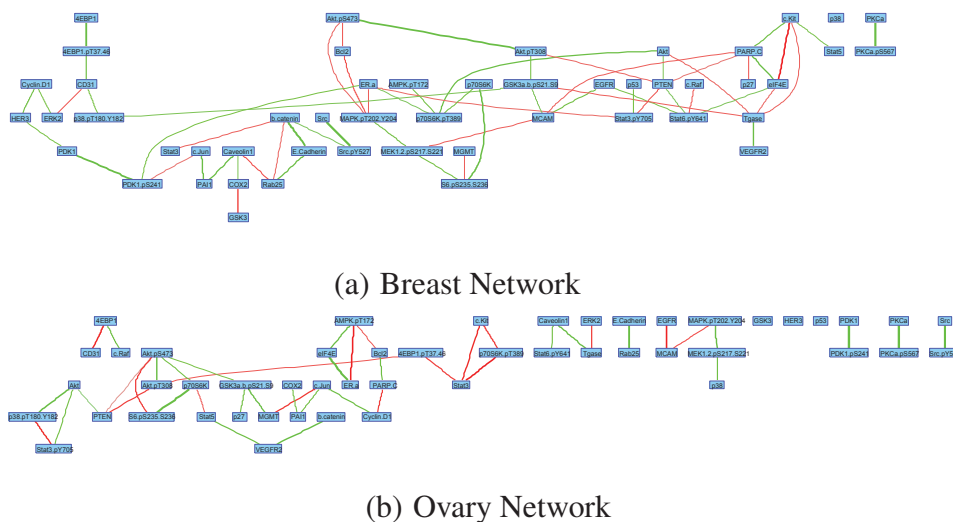 Akt.pS473 c.Kit
4EBP1 p38 PKCa
4EBP1.pT37.46 Bcl2 Akt.pT308 Akt PARP.C Stat5 PKCa.pS567
Cyclin.D1 CD31 ER.a AMPK.pT172 p70S6K GSK3a.b.pS21.S9 EGFR p53 PTEN c.Raf p27 eIF4E
HER3 ERK2 p38.pT180.Y182 MAPK.pT202.Y204 p70S6K.pT389 MCAM Stat3.pY705 Stat6.pY641 Tgase
b.catenin Src
PDK1 Stat3 c.Jun Caveolin1 E.Cadherin Src.pY527 MEK1.2.pS217.S221 MGMT VEGFR2
PDK1.pS241 PAI1 COX2 Rab25 S6.pS235.S236
GSK3
(a) Breast Network
4EBP1 AMPK.pT172 c.Kit Caveolin1 ERK2 E.Cadherin EGFR MAPK.pT202.Y204 GSK3 HER3 p53 PDK1 PKCa Src
CD31 c.Raf Akt.pS473 eIF4E Bcl2 4EBP1.pT37.46 p70S6K.pT389 Stat6.pY641 Tgase Rab25 MCAM MEK1.2.pS217.S221 PDK1.pS241 PKCa.pS567 Src.pY5
Akt Akt.pT308 p70S6K GSK3a.b.pS21.S9 COX2 c.Jun ER.a PARP.C Stat3 p38
p38.pT180.Y182 PTEN S6.pS235.S236 Stat5 p27 MGMT PAI1 b.catenin Cyclin.D1
Stat3.pY705 VEGFR2
(b) Ovary Network